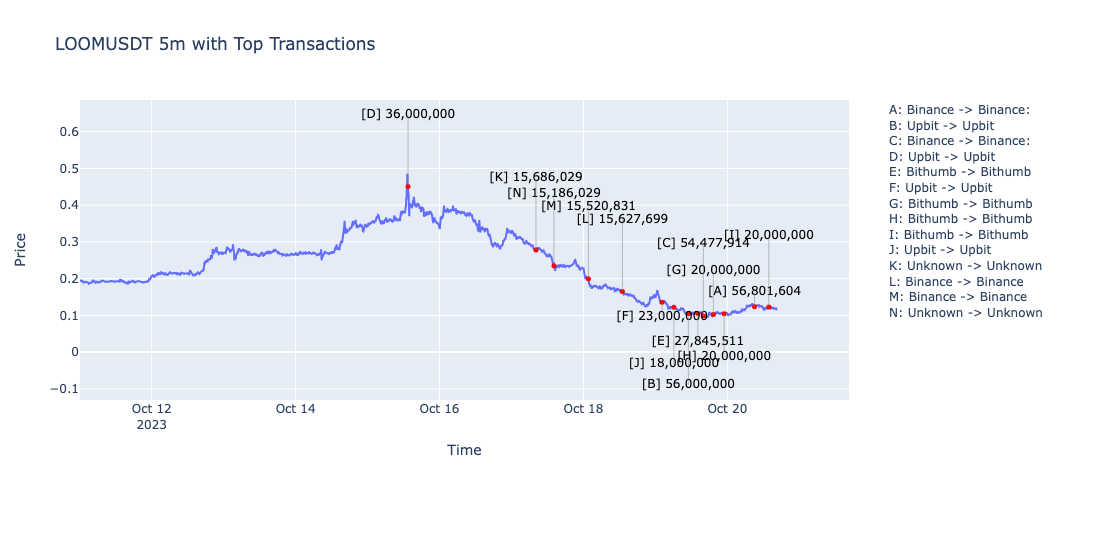 LOOMUSDT 5m with Top Transactions
Price
0.6
0.5
0.4
0.3
0.2
0.1
0
−0.1
[D] 36,000,000
[K] 15,686,029
[N] 15,186,029
[M] 15,520,831
[L] 15,627,699
[I] 20,000,000
[C] 54,477,914
[G] 20,000,000
[A] 56,801,604
[F] 23,000,000
[E] 27,845,511
[H] 20,000,000
[J] 18,000,000
[B] 56,000,000
Oct 12
2023
Oct 14
Oct 16
Oct 18
Oct 20
Time
A: Binance -> Binance:
B: Upbit -> Upbit
C: Binance -> Binance:
D: Upbit -> Upbit
E: Bithumb -> Bithumb
F: Upbit -> Upbit
G: Bithumb -> Bithumb
H: Bithumb -> Bithumb
I: Bithumb -> Bithumb
J: Upbit -> Upbit
K: Unknown -> Unknown
L: Binance -> Binance
M: Binance -> Binance
N: Unknown -> Unknown